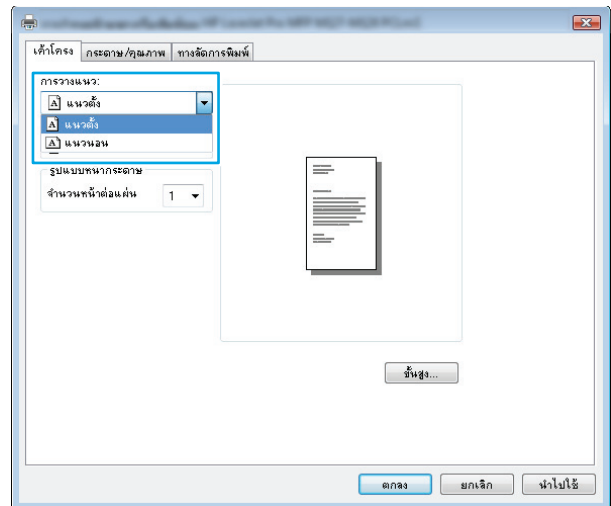 เค้าโครง กระดาษ/คุณภาพ ทางลัดการพิมพ์
การวางแนว:
A แนวตั้ง
A แนวตั้ง
A แนวนอน
รูปแบบหน้ากระดาษ
จำนวนหน้าต่อแผ่น 1
ขั้นสูง...
ตกลง ยกเลิก นำไปใช้